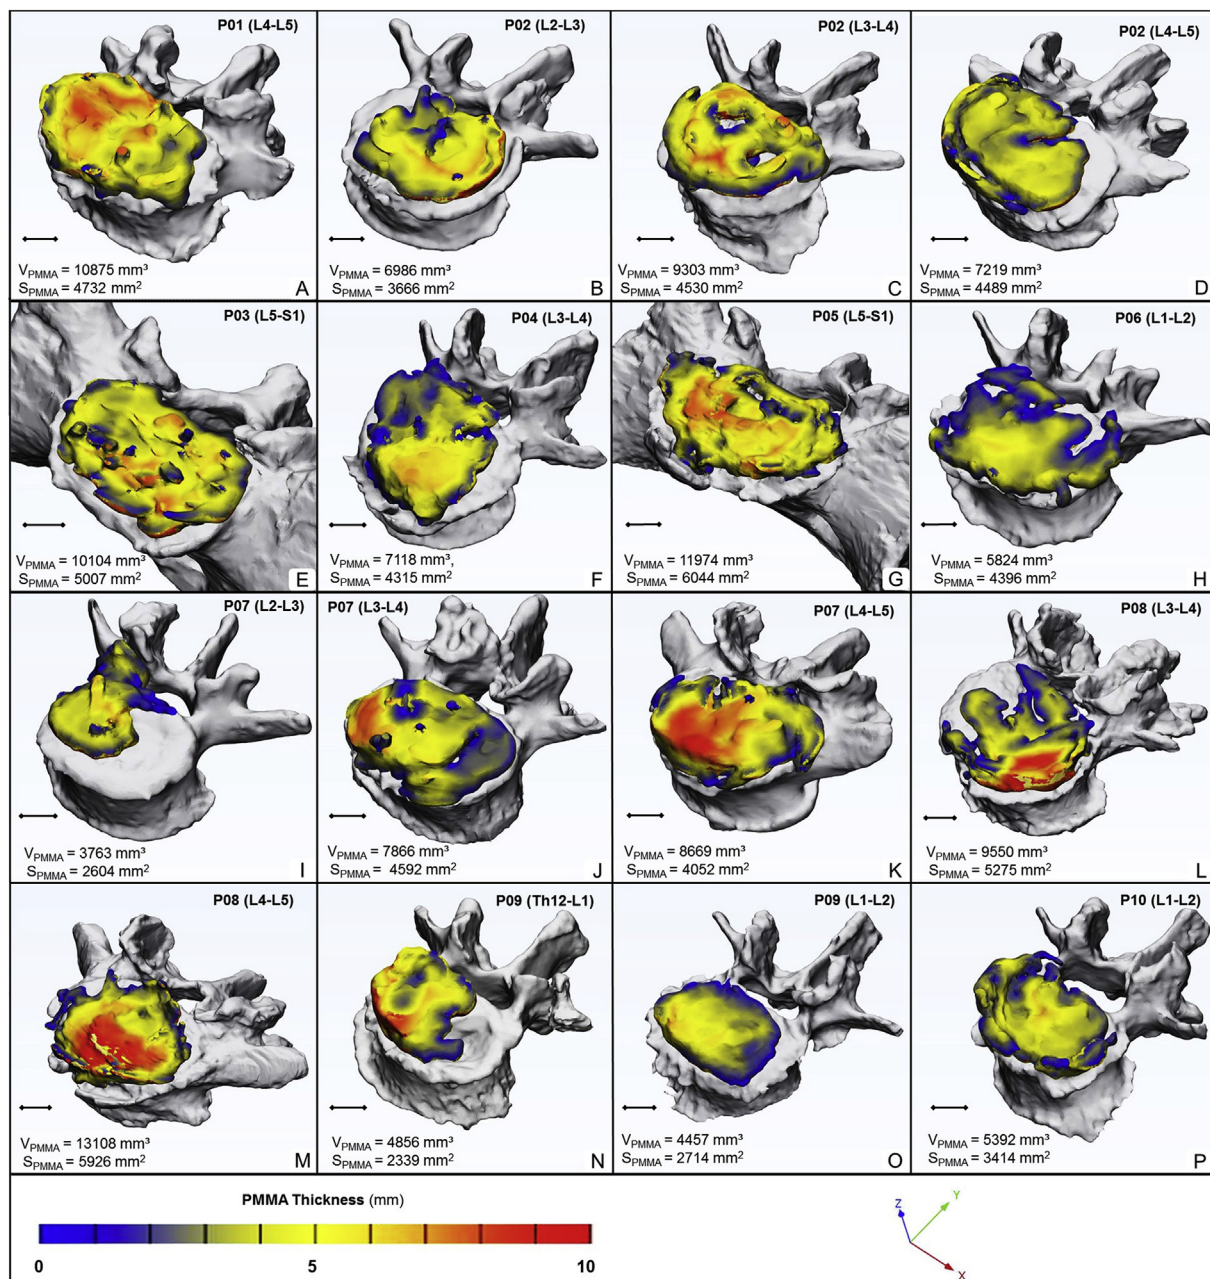 P01 (L4-L5)
V_PMMA = 10875 mm³
S_PMMA = 4732 mm²
A
P02 (L2-L3)
V_PMMA = 6986 mm³
S_PMMA = 3666 mm²
B
P02 (L3-L4)
V_PMMA = 9303 mm³
S_PMMA = 4530 mm²
C
P02 (L4-L5)
V_PMMA = 7219 mm³
S_PMMA = 4489 mm²
D
P03 (L5-S1)
V_PMMA = 10104 mm³
S_PMMA = 5007 mm²
E
P04 (L3-L4)
V_PMMA = 7118 mm³,
S_PMMA = 4315 mm²
F
P05 (L5-S1)
V_PMMA = 11974 mm³
S_PMMA = 6044 mm²
G
P06 (L1-L2)
V_PMMA = 5824 mm³
S_PMMA = 4396 mm²
H
P07 (L2-L3)
V_PMMA = 3763 mm³
S_PMMA = 2604 mm²
I
P07 (L3-L4)
V_PMMA = 7866 mm³
S_PMMA = 4592 mm²
J
P07 (L4-L5)
V_PMMA = 8669 mm³
S_PMMA = 4052 mm²
K
P08 (L3-L4)
V_PMMA = 9550 mm³
S_PMMA = 5275 mm²
L
P08 (L4-L5)
V_PMMA = 13108 mm³
S_PMMA = 5926 mm²
M
P09 (Th12-L1)
V_PMMA = 4856 mm³
S_PMMA = 2339 mm²
N
P09 (L1-L2)
V_PMMA = 4457 mm³
S_PMMA = 2714 mm²
O
P10 (L1-L2)
V_PMMA = 5392 mm³
S_PMMA = 3414 mm²
P
PMMA Thickness (mm)
0 5 10
Z Y
X